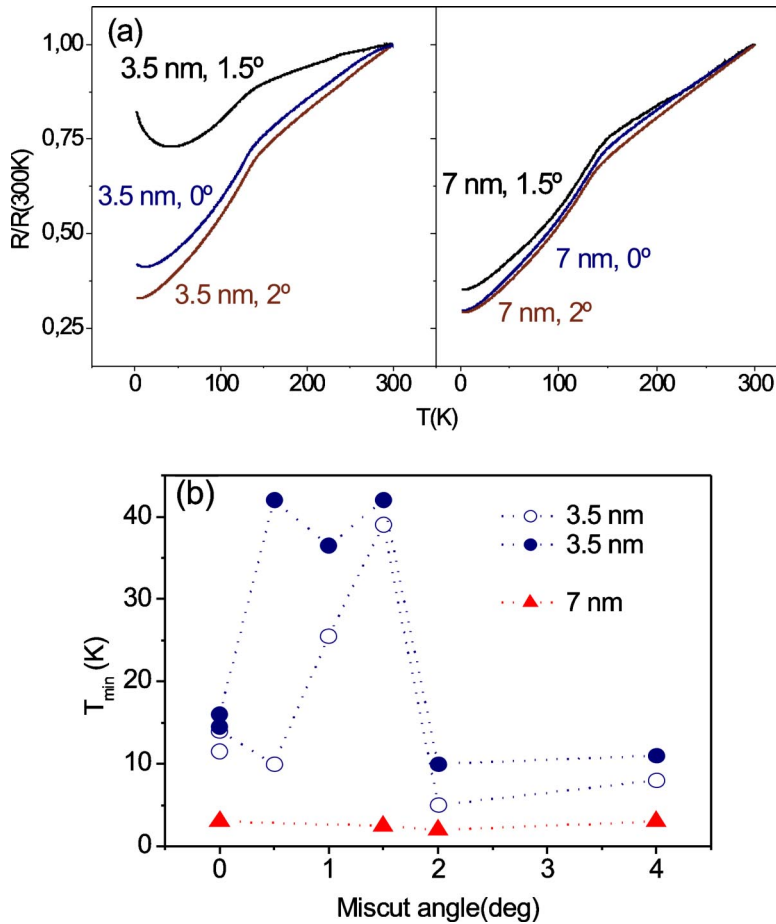 (a)
1,00
0,75
0,50
0,25
R/R(300K)
3.5 nm, 1.5º
3.5 nm, 0º
3.5 nm, 2º
7 nm, 1.5º
7 nm, 0º
7 nm, 2º
0 100 200 300 0 100 200 300
T(K)
(b)
40
30
20
10
0
T_min (K)
3.5 nm
3.5 nm
7 nm
0 1 2 3 4
Miscut angle(deg)